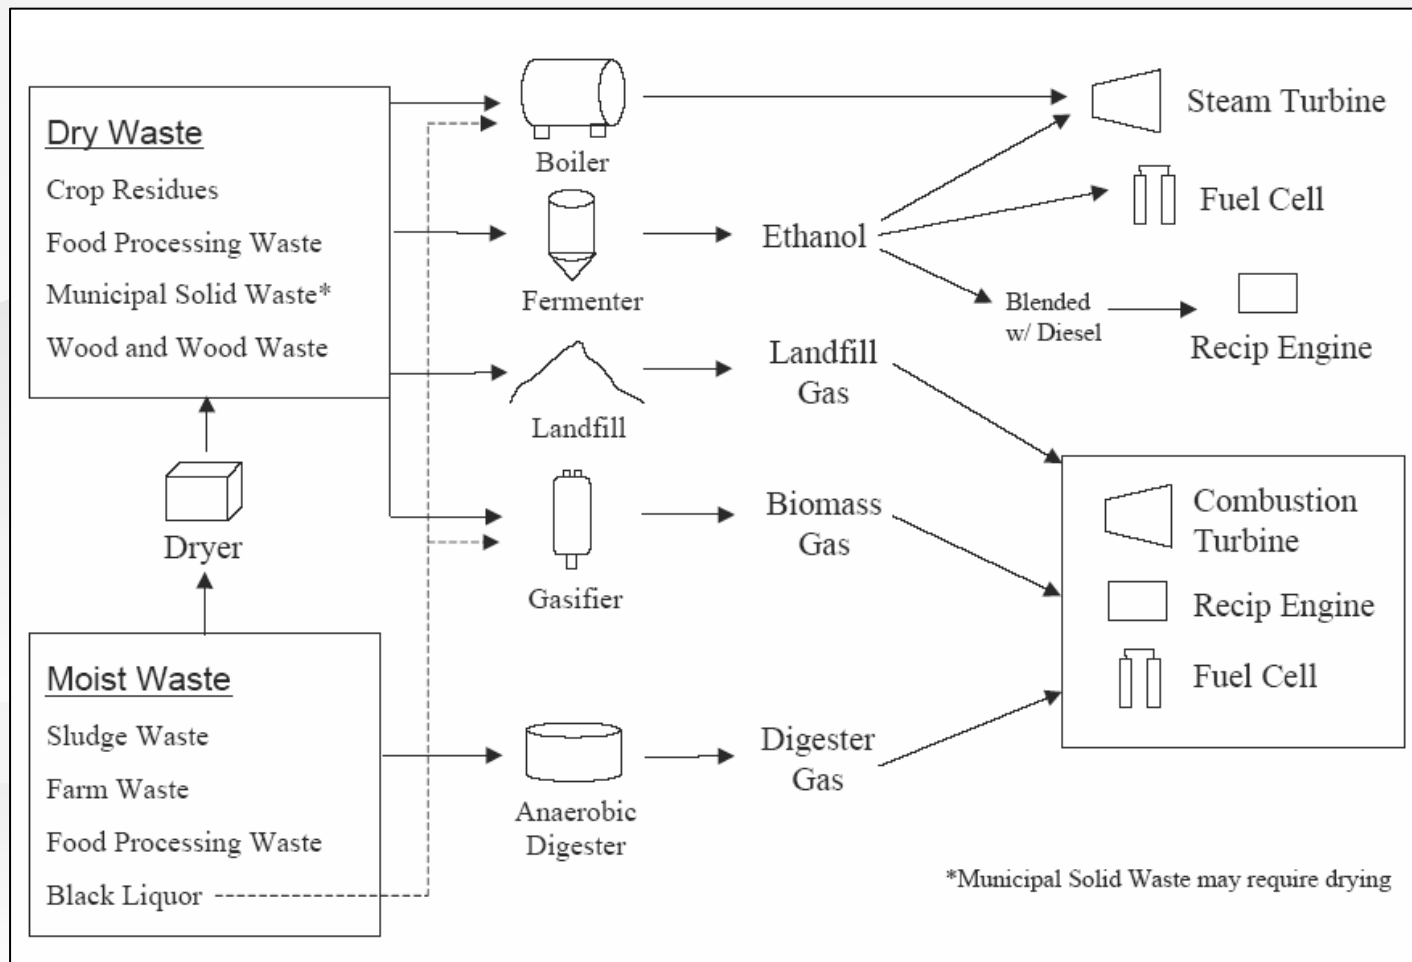 Dry Waste
Crop Residues
Food Processing Waste
Municipal Solid Waste*
Wood and Wood Waste
Dryer
Moist Waste
Sludge Waste
Farm Waste
Food Processing Waste
Black Liquor
Boiler
Fermenter
Landfill
Gasifier
Anaerobic
Digester
Ethanol
Landfill
Gas
Biomass
Gas
Digester
Gas
Steam Turbine
Fuel Cell
Blended
w/ Diesel
Recip Engine
Combustion
Turbine
Recip Engine
Fuel Cell
*Municipal Solid Waste may require drying